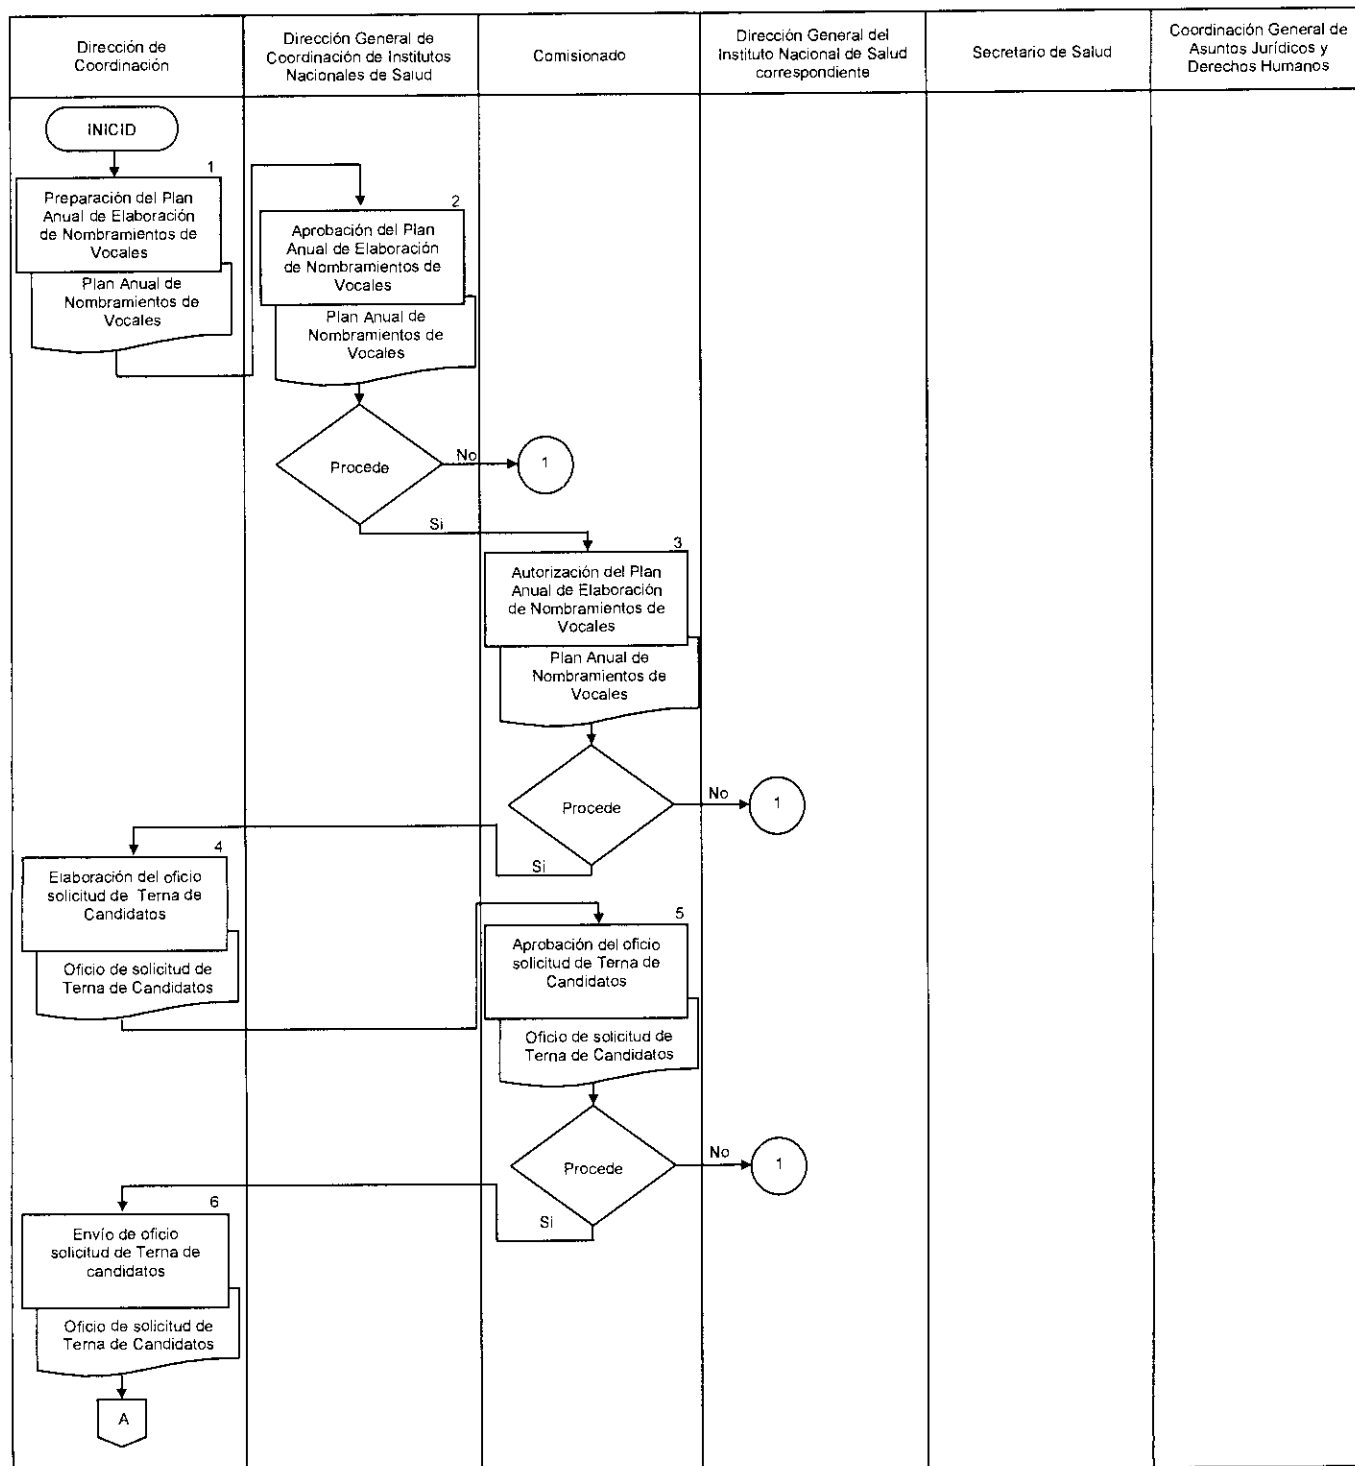 Dirección de
Coordinación
Dirección General de
Coordinación de Institutos
Nacionales de Salud
Comisionado
Dirección General del
Instituto Nacional de Salud
correspondiente
Secretario de Salud
Coordinación General de
Asuntos Jurídicos y
Derechos Humanos
INICID
1
Preparación del Plan
Anual de Elaboración
de Nombramientos de
Vocales
Plan Anual de
Nombramientos de
Vocales
2
Aprobación del Plan
Anual de Elaboración
de Nombramientos de
Vocales
Plan Anual de
Nombramientos de
Vocales
Procede
No
1
Si
3
Autorización del Plan
Anual de Elaboración
de Nombramientos de
Vocales
Plan Anual de
Nombramientos de
Vocales
Procede
No
1
Si
4
Elaboración del oficio
solicitud de Terna de
Candidatos
Oficio de solicitud de
Terna de Candidatos
5
Aprobación del oficio
solicitud de Terna de
Candidatos
Oficio de solicitud de
Terna de Candidatos
Procede
No
1
Si
6
Envío de oficio
solicitud de Terna de
candidatos
Oficio de solicitud de
Terna de Candidatos
A